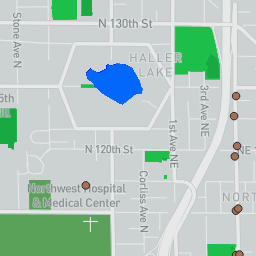 N 130th St
Stone Ave N
HALLER
LAKE
5th
3rd Ave NE
1st Ave NE
N 120th St
Corliss Ave N
Northwest Hospital
& Medical Center
NORT